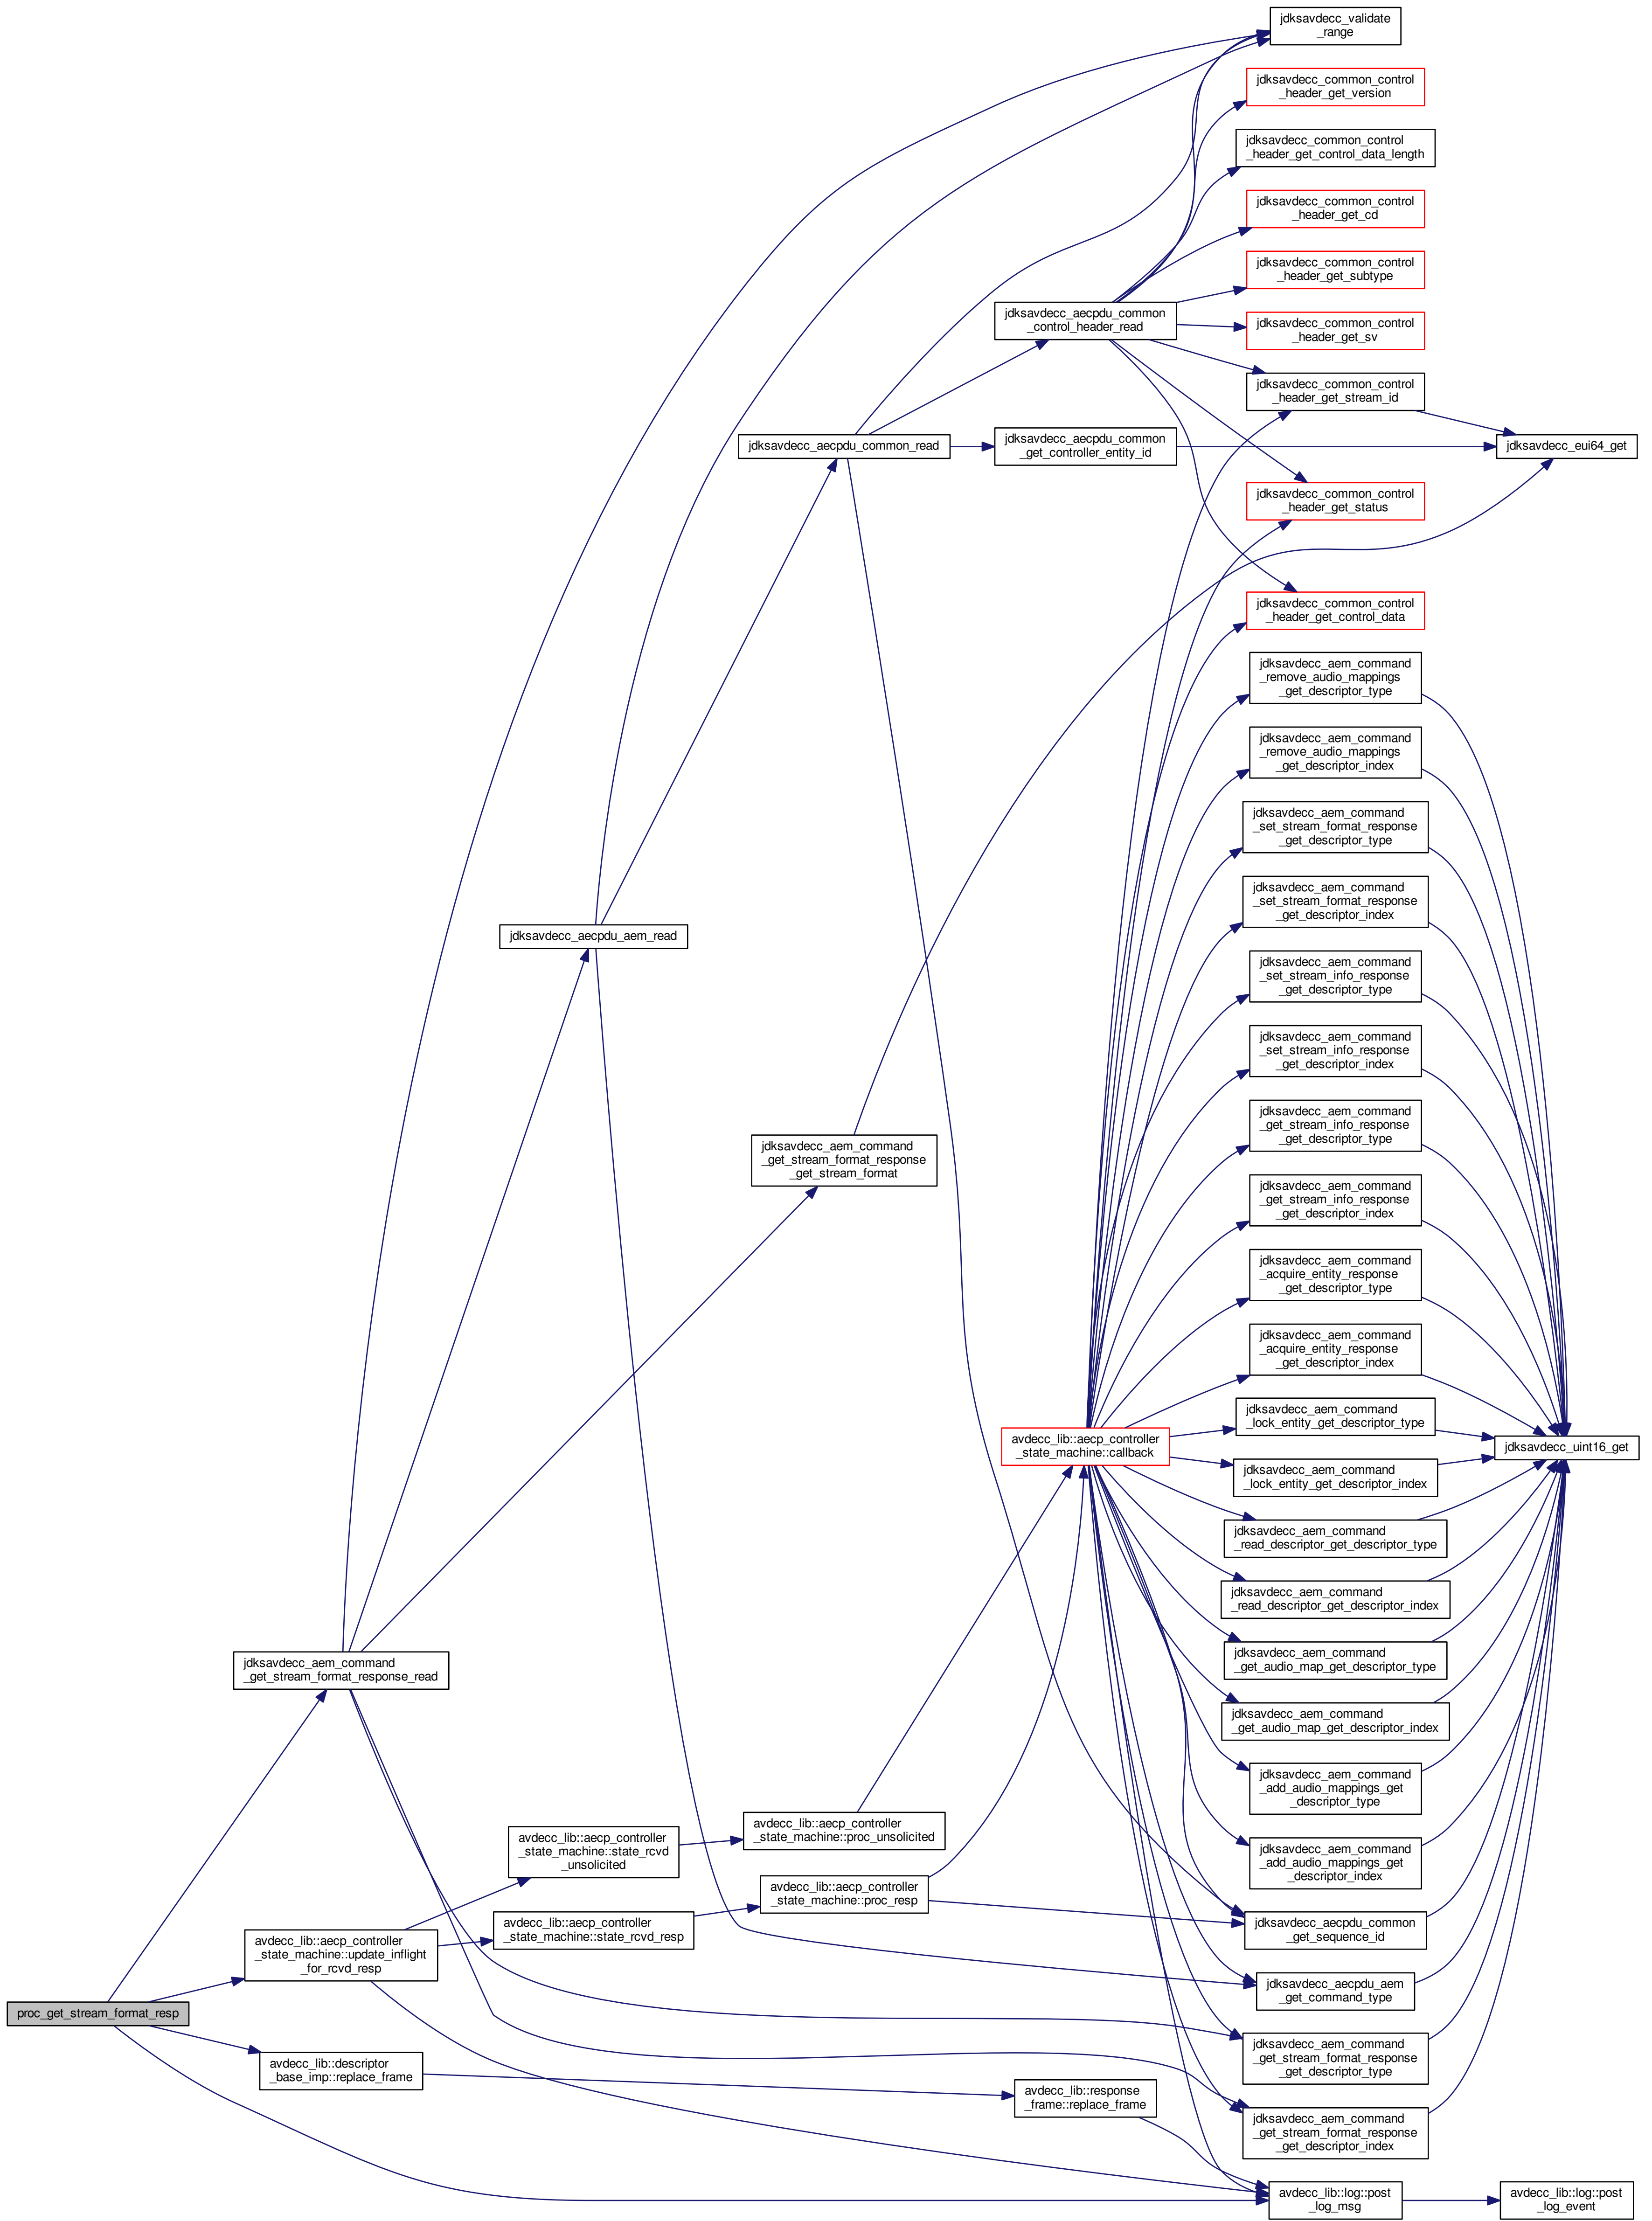 jdksavdecc_validate
_range
jdksavdecc_common_control
_header_get_version
jdksavdecc_common_control
_header_get_control_data_length
jdksavdecc_common_control
_header_get_cd
jdksavdecc_common_control
_header_get_subtype
jdksavdecc_aecpdu_common
_control_header_read
jdksavdecc_common_control
_header_get_sv
jdksavdecc_common_control
_header_get_stream_id
jdksavdecc_aecpdu_common_read
jdksavdecc_aecpdu_common
_get_controller_entity_id
jdksavdecc_eui64_get
jdksavdecc_common_control
_header_get_status
jdksavdecc_common_control
_header_get_control_data
jdksavdecc_aem_command
_remove_audio_mappings
_get_descriptor_type
jdksavdecc_aem_command
_remove_audio_mappings
_get_descriptor_index
jdksavdecc_aem_command
_set_stream_format_response
_get_descriptor_type
jdksavdecc_aem_command
_set_stream_format_response
_get_descriptor_index
jdksavdecc_aecpdu_aem_read
jdksavdecc_aem_command
_set_stream_info_response
_get_descriptor_type
jdksavdecc_aem_command
_set_stream_info_response
_get_descriptor_index
jdksavdecc_aem_command
_get_stream_info_response
_get_descriptor_type
jdksavdecc_aem_command
_get_stream_format_response
_get_stream_format
jdksavdecc_aem_command
_get_stream_info_response
_get_descriptor_index
jdksavdecc_aem_command
_acquire_entity_response
_get_descriptor_type
jdksavdecc_aem_command
_acquire_entity_response
_get_descriptor_index
jdksavdecc_aem_command
_lock_entity_get_descriptor_type
avdecc_lib::aecp_controller
_state_machine::callback
jdksavdecc_uint16_get
jdksavdecc_aem_command
_lock_entity_get_descriptor_index
jdksavdecc_aem_command
_read_descriptor_get_descriptor_type
jdksavdecc_aem_command
_read_descriptor_get_descriptor_index
jdksavdecc_aem_command
_get_audio_map_get_descriptor_type
jdksavdecc_aem_command
_get_stream_format_response_read
jdksavdecc_aem_command
_get_audio_map_get_descriptor_index
jdksavdecc_aem_command
_add_audio_mappings_get
_descriptor_type
avdecc_lib::aecp_controller
_state_machine::proc_unsolicited
avdecc_lib::aecp_controller
_state_machine::state_rcvd
_unsolicited
jdksavdecc_aem_command
_add_audio_mappings_get
_descriptor_index
avdecc_lib::aecp_controller
_state_machine::proc_resp
avdecc_lib::aecp_controller
_state_machine::state_rcvd_resp
jdksavdecc_aecpdu_common
_get_sequence_id
avdecc_lib::aecp_controller
_state_machine::update_inflight
_for_rcvd_resp
jdksavdecc_aecpdu_aem
_get_command_type
proc_get_stream_format_resp
jdksavdecc_aem_command
_get_stream_format_response
_get_descriptor_type
avdecc_lib::descriptor
_base_imp::replace_frame
avdecc_lib::response
_frame::replace_frame
jdksavdecc_aem_command
_get_stream_format_response
_get_descriptor_index
avdecc_lib::log::post
_log_msg
avdecc_lib::log::post
_log_event